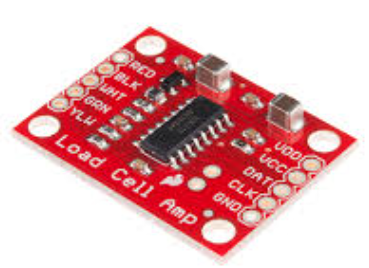 RED
BLK
WHT
GRN
YLW
Load Cell Amp
VDD
VCC
DAT
CLK
GND